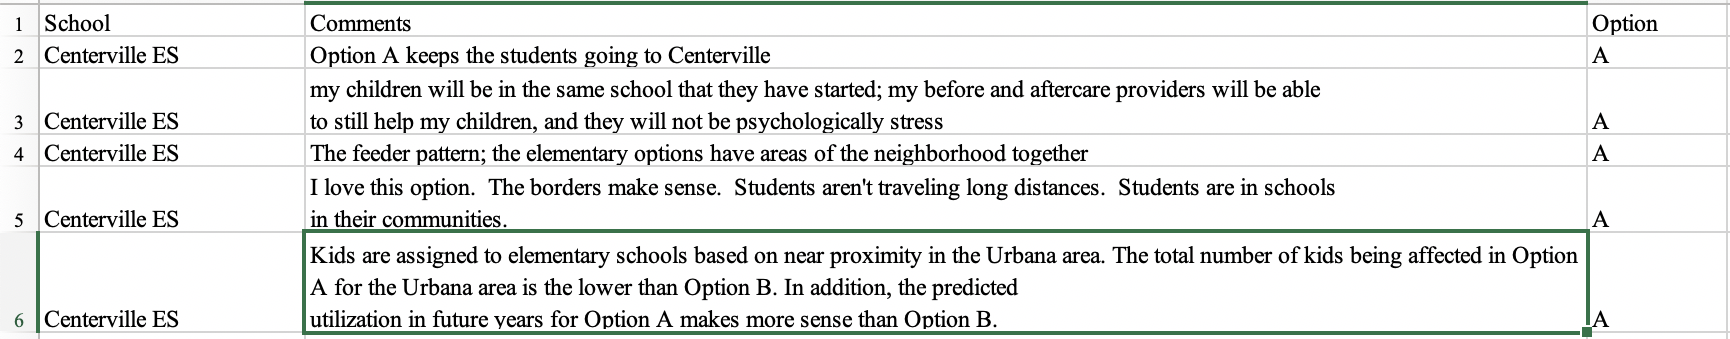 1 School Comments Option
2 Centerville ES Option A keeps the students going to Centerville A
my children will be in the same school that they have started; my before and aftercare providers will be able
3 Centerville ES to still help my children, and they will not be psychologically stress A
4 Centerville ES The feeder pattern; the elementary options have areas of the neighborhood together A
I love this option.  The borders make sense.  Students aren't traveling long distances.  Students are in schools
5 Centerville ES in their communities. A
Kids are assigned to elementary schools based on near proximity in the Urbana area. The total number of kids being affected in Option
A for the Urbana area is the lower than Option B. In addition, the predicted
6 Centerville ES utilization in future years for Option A makes more sense than Option B. A